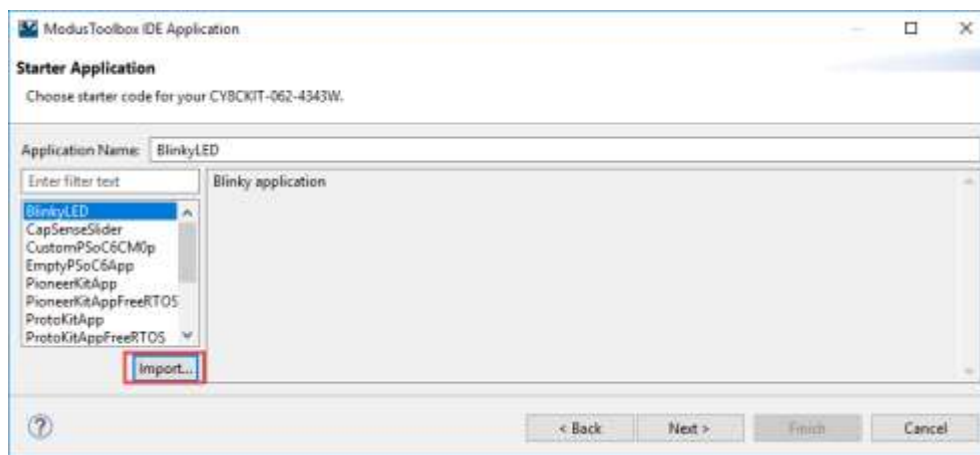 ModusToolbox IDE Application
Starter Application
Choose starter code for your CY8CKIT-062-4343W.
Application Name: BlinkyLED
Enter filter text
Blinky application
BlinkyLED
CapSenseSlider
CustomPSoC6CM0p
EmptyPSoC6App
PioneerKitApp
PioneerKitAppFreeRTOS
ProtoKitApp
ProtoKitAppFreeRTOS
Import...
? < Back Next > Finish Cancel